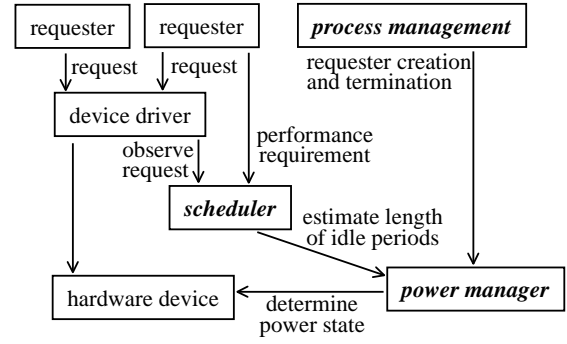 requester
requester
process management
request
request
requester creation
and termination
device driver
observe
request
performance
requirement
scheduler
estimate length
of idle periods
hardware device
determine
power state
power manager